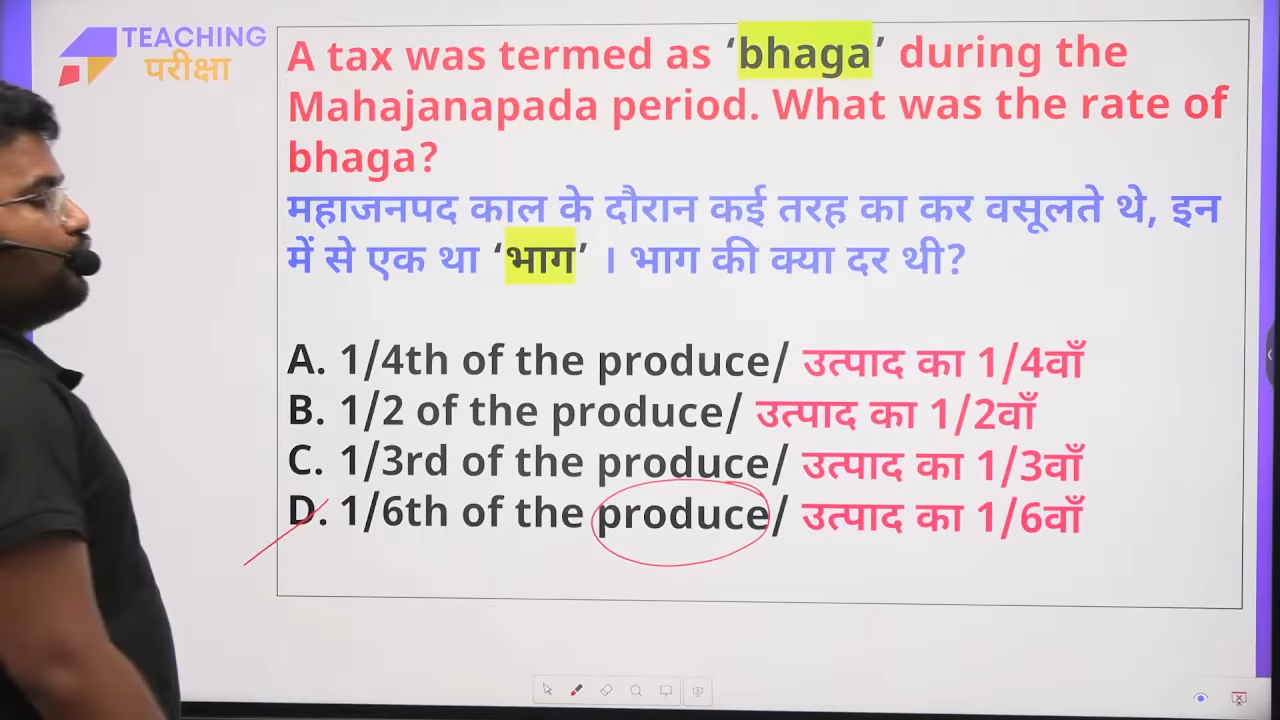 TEACHING
परीक्षा
A tax was termed as ‘bhaga’ during the
Mahajanapada period. What was the rate of
bhaga?
महाजनपद काल के दौरान कई तरह का कर वसूलते थे, इन
में से एक था ‘भाग’ । भाग की क्या दर थी?
A. 1/4th of the produce/ उत्पाद का 1/4वाँ
B. 1/2 of the produce/ उत्पाद का 1/2वाँ
C. 1/3rd of the produce/ उत्पाद का 1/3वाँ
D. 1/6th of the produce/ उत्पाद का 1/6वाँ